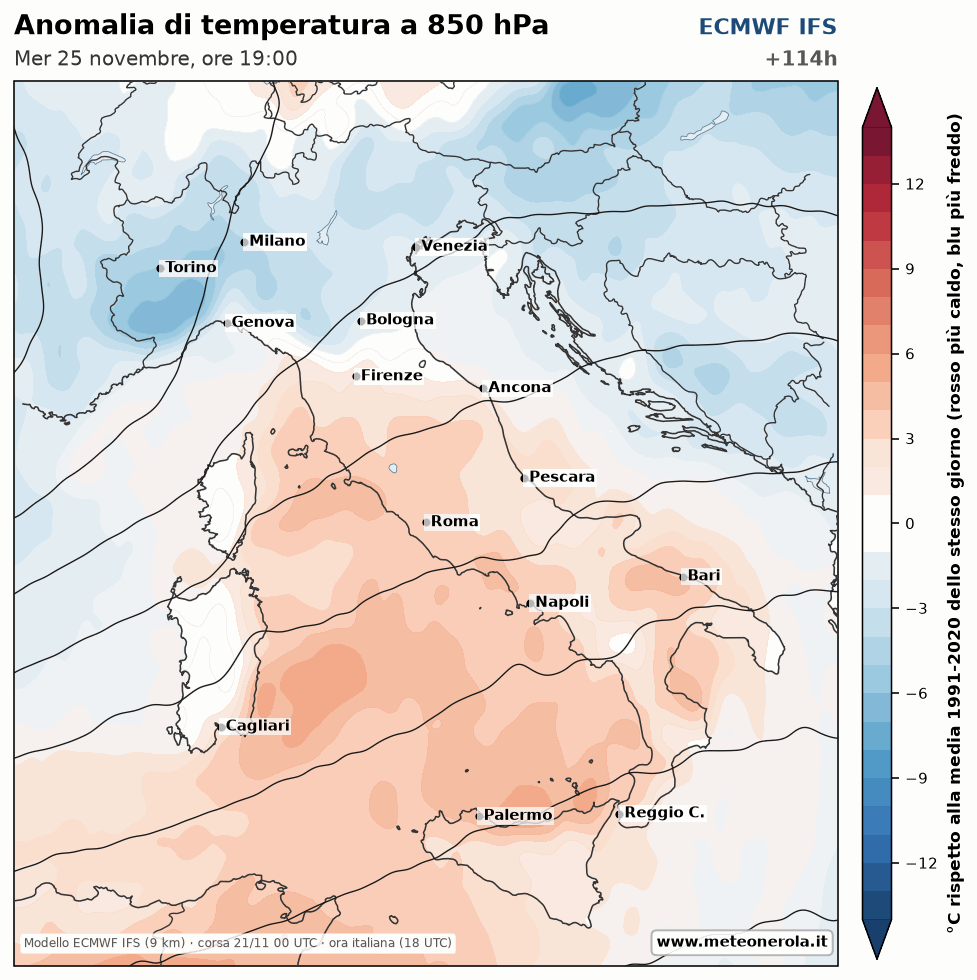 Anomalia di temperatura a 850 hPa
ECMWF IFS
Mer 25 novembre, ore 19:00
+114h
Milano
Venezia
Torino
Genova
Bologna
Firenze
Ancona
Pescara
Roma
Bari
Napoli
Cagliari
Palermo
Reggio C.
12
9
6
3
0
−3
−6
−9
−12
°C rispetto alla media 1991-2020 dello stesso giorno (rosso più caldo, blu più freddo)
Modello ECMWF IFS (9 km) · corsa 21/11 00 UTC · ora italiana (18 UTC)
www.meteonerola.it